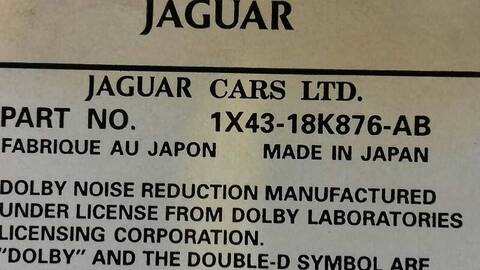 JAGUAR
JAGUAR CARS LTD.
PART NO. 1X43-18K876-AB
FABRIQUE AU JAPON MADE IN JAPAN
DOLBY NOISE REDUCTION MANUFACTURED
UNDER LICENSE FROM DOLBY LABORATORIES
LICENSING CORPORATION.
"DOLBY" AND THE DOUBLE-D SYMBOL ARE